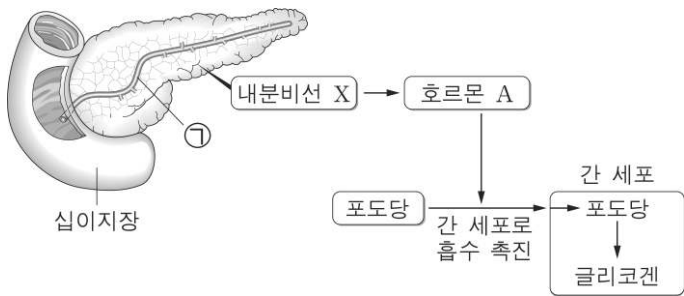 내분비선 X
호르몬 A
㉠
십이지장
포도당
간 세포로
흡수 촉진
간 세포
포도당
글리코겐